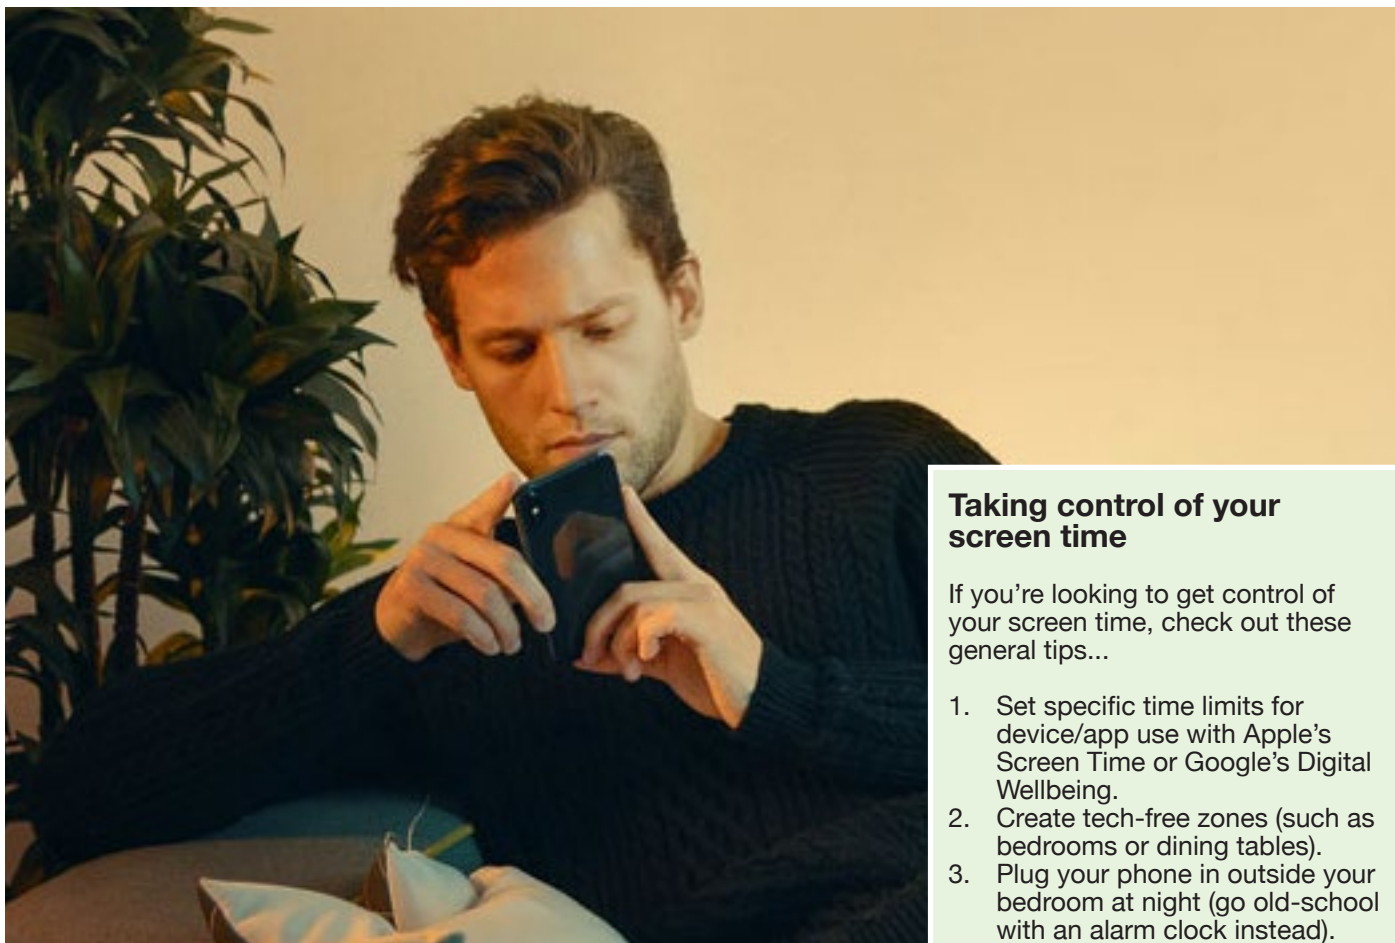 Taking control of your
screen time
If you’re looking to get control of
your screen time, check out these
general tips...
1. Set specific time limits for
device/app use with Apple’s
Screen Time or Google’s Digital
Wellbeing.
2. Create tech-free zones (such as
bedrooms or dining tables).
3. Plug your phone in outside your
bedroom at night (go old-school
with an alarm clock instead).